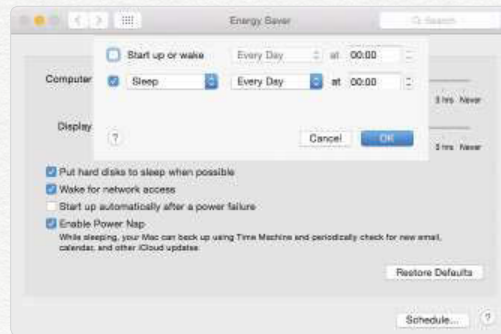 Energy Saver
Search
Start up or wake Every Day at 00:00
Computer Sleep Every Day at 00:00
3 hrs Never
Display
? Cancel OK
3 hrs Never
Put hard disks to sleep when possible
Wake for network access
Start up automatically after a power failure
Enable Power Nap
While sleeping, your Mac can back up using Time Machine and periodically check for new email,
calendar, and other iCloud updates
Restore Defaults
Schedule... ?